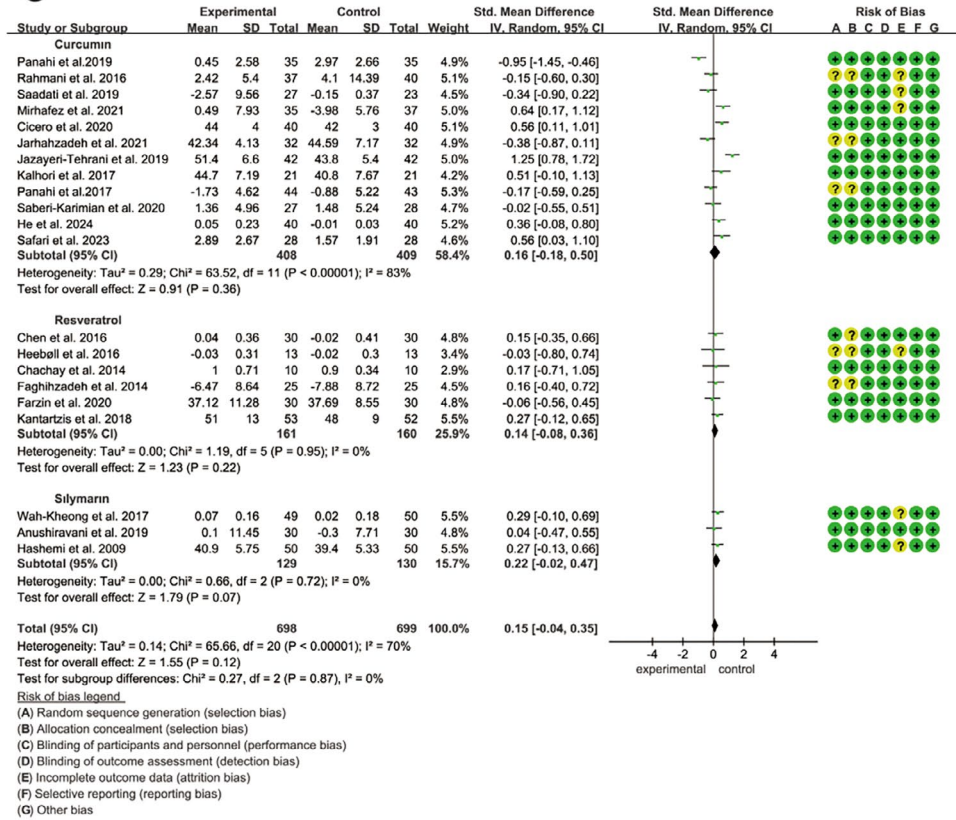 Experimental Control Std. Mean Difference Std. Mean Difference Risk of Bias
Study or Subgroup Mean SD Total Mean SD Total Weight IV, Random, 95% CI IV, Random, 95% CI A B C D E F G
Curcumin
Panahi et al.2019 0.45 2.58 35 2.97 2.66 35 4.9% -0.95 [-1.45, -0.46] + + + + + + +
Rahmani et al. 2016 2.42 5.4 37 4.1 14.39 40 5.1% -0.15 [-0.60, 0.30] ? ? + + ? + +
Saadati et al. 2019 -2.57 9.56 27 -0.15 0.37 23 4.5% -0.34 [-0.90, 0.22] + + + + ? + +
Mirhafez et al. 2021 0.49 7.93 35 -3.98 5.76 37 5.0% 0.64 [0.17, 1.12] + + + + ? + +
Cicero et al. 2020 44 4 40 42 3 40 5.1% 0.56 [0.11, 1.01] + + + + + + +
Jarhahzadeh et al. 2021 42.34 4.13 32 44.59 7.17 32 4.8% -0.38 [-0.87, 0.11] ? ? + + + + +
Jazayeri-Tehrani et al. 2019 51.4 6.6 42 43.8 5.4 42 5.0% 1.25 [0.78, 1.72] + + + + + + +
Kalhori et al. 2017 44.7 7.19 21 40.8 7.67 21 4.2% 0.51 [-0.10, 1.13] + + + + + + +
Panahi et al.2017 -1.73 4.62 44 -0.88 5.22 43 5.3% -0.17 [-0.59, 0.25] ? ? + + + + +
Saberi-Karimian et al. 2020 1.36 4.96 27 1.48 5.24 28 4.6% -0.02 [-0.55, 0.51] + + + + + + +
He et al. 2024 0.05 0.23 40 -0.01 0.03 40 5.2% 0.36 [-0.08, 0.80] + + + + + + +
Safari et al. 2023 2.89 2.67 28 1.57 1.91 28 4.6% 0.56 [0.03, 1.10] + + + + + + +
Subtotal (95% CI) 408 409 58.4% 0.16 [-0.18, 0.50]
Heterogeneity: Tau² = 0.29; Chi² = 63.52, df = 11 (P < 0.00001); I² = 83%
Test for overall effect: Z = 0.91 (P = 0.36)
Resveratrol
Chen et al. 2016 0.04 0.36 30 -0.02 0.41 30 4.8% 0.15 [-0.35, 0.66] + ? + + + + +
Heebøll et al. 2016 -0.03 0.31 13 -0.02 0.3 13 3.4% -0.03 [-0.80, 0.74] ? ? + + ? + +
Chachay et al. 2014 1 0.71 10 0.9 0.34 10 2.9% 0.17 [-0.71, 1.05] + + + + + + +
Faghihzadeh et al. 2014 -6.47 8.64 25 -7.88 8.72 25 4.5% 0.16 [-0.40, 0.72] ? ? + + + + +
Farzin et al. 2020 37.12 11.28 30 37.69 8.55 30 4.8% -0.06 [-0.56, 0.45] + + + + + + +
Kantartzis et al. 2018 51 13 53 48 9 52 5.5% 0.27 [-0.12, 0.65] + + + + + + +
Subtotal (95% CI) 161 160 25.9% 0.14 [-0.08, 0.36]
Heterogeneity: Tau² = 0.00; Chi² = 1.19, df = 5 (P = 0.95); I² = 0%
Test for overall effect: Z = 1.23 (P = 0.22)
Silymarin
Wah-Kheong et al. 2017 0.07 0.16 49 0.02 0.18 50 5.5% 0.29 [-0.10, 0.69] + + + + ? + +
Anushiravani et al. 2019 0.1 11.45 30 -0.3 7.71 30 4.8% 0.04 [-0.47, 0.55] + + + + + + +
Hashemi et al. 2009 40.9 5.75 50 39.4 5.33 50 5.5% 0.27 [-0.13, 0.66] + + + + ? + +
Subtotal (95% CI) 129 130 15.7% 0.22 [-0.02, 0.47]
Heterogeneity: Tau² = 0.00; Chi² = 0.66, df = 2 (P = 0.72); I² = 0%
Test for overall effect: Z = 1.79 (P = 0.07)
Total (95% CI) 698 699 100.0% 0.15 [-0.04, 0.35]
Heterogeneity: Tau² = 0.14; Chi² = 65.66, df = 20 (P < 0.00001); I² = 70%
Test for overall effect: Z = 1.55 (P = 0.12)
Test for subgroup differences: Chi² = 0.27, df = 2 (P = 0.87), I² = 0%
-4 -2 0 2 4
experimental control
Risk of bias legend
(A) Random sequence generation (selection bias)
(B) Allocation concealment (selection bias)
(C) Blinding of participants and personnel (performance bias)
(D) Blinding of outcome assessment (detection bias)
(E) Incomplete outcome data (attrition bias)
(F) Selective reporting (reporting bias)
(G) Other bias